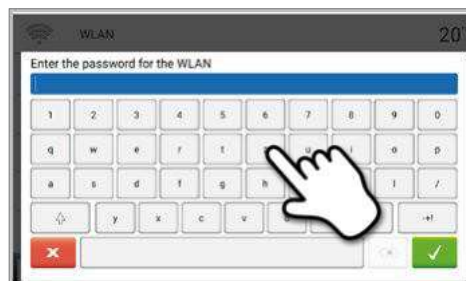 WLAN 20
Enter the password for the WLAN
1 2 3 4 5 6 7 8 9 0
q w e r t u i o p
a s d f g h l /
y x c v
-+!